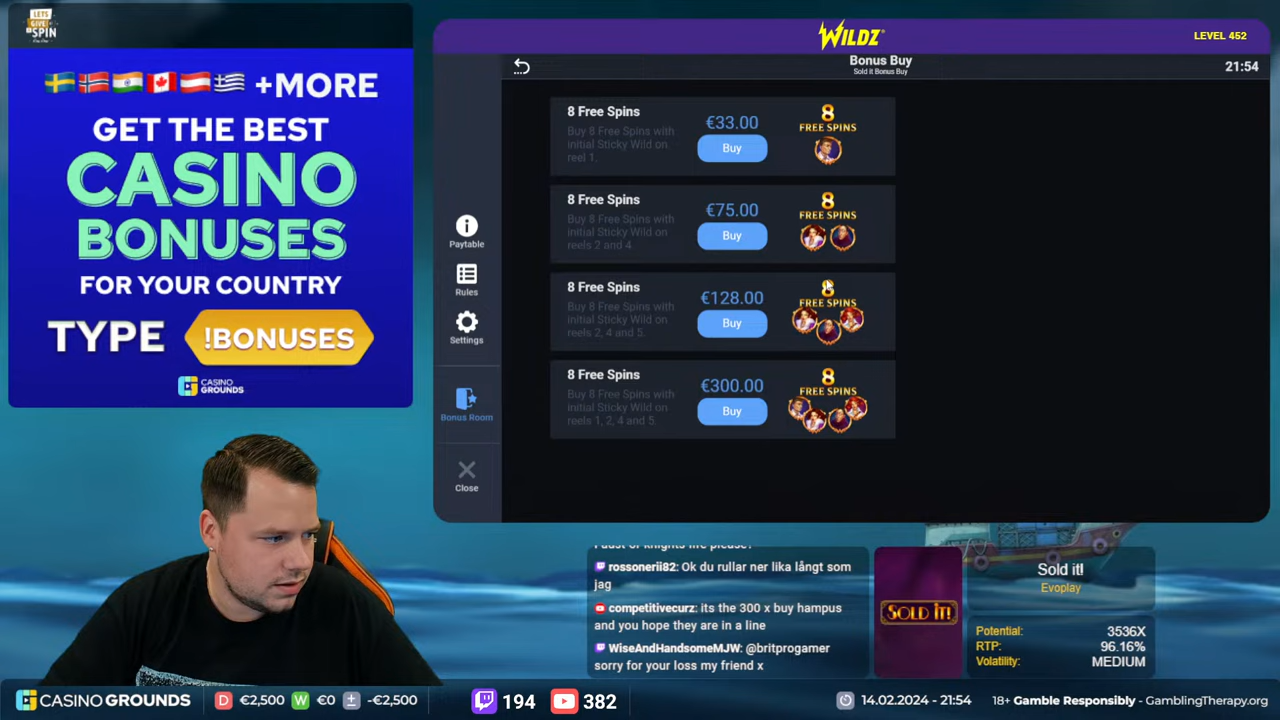 LETS
GIVE IT A
SPIN
+MORE
GET THE BEST
CASINO
BONUSES
FOR YOUR COUNTRY
TYPE !BONUSES
CASINO
GROUNDS
WILDZ
LEVEL 452
Bonus Buy
Sold it Bonus Buy
21:54
8 Free Spins
Buy 8 Free Spins with
initial Sticky Wild on
reel 1.
€33.00
Buy
8
FREE SPINS
8 Free Spins
Buy 8 Free Spins with
initial Sticky Wild on
reels 2 and 4.
€75.00
Buy
8
FREE SPINS
8 Free Spins
Buy 8 Free Spins with
initial Sticky Wild on
reels 2, 4 and 5.
€128.00
Buy
8
FREE SPINS
8 Free Spins
Buy 8 Free Spins with
initial Sticky Wild on
reels 1, 2, 4 and 5.
€300.00
Buy
8
FREE SPINS
Paytable
Rules
Settings
Bonus Room
Close
rossonerii82: Ok du rullar ner lika långt som
jag
competitivecurz: its the 300 x buy hampus
and you hope they are in a line
WiseAndHandsomeMJW: @britprogamer
sorry for your loss my friend x
SOLD IT!
Sold it!
Evoplay
Potential: 3536X
RTP: 96.16%
Volatility: MEDIUM
CASINOGROUNDS
D €2,500 W €0 ± -€2,500
194
382
14.02.2024 - 21:54
18+ Gamble Responsibly - GamblingTherapy.org